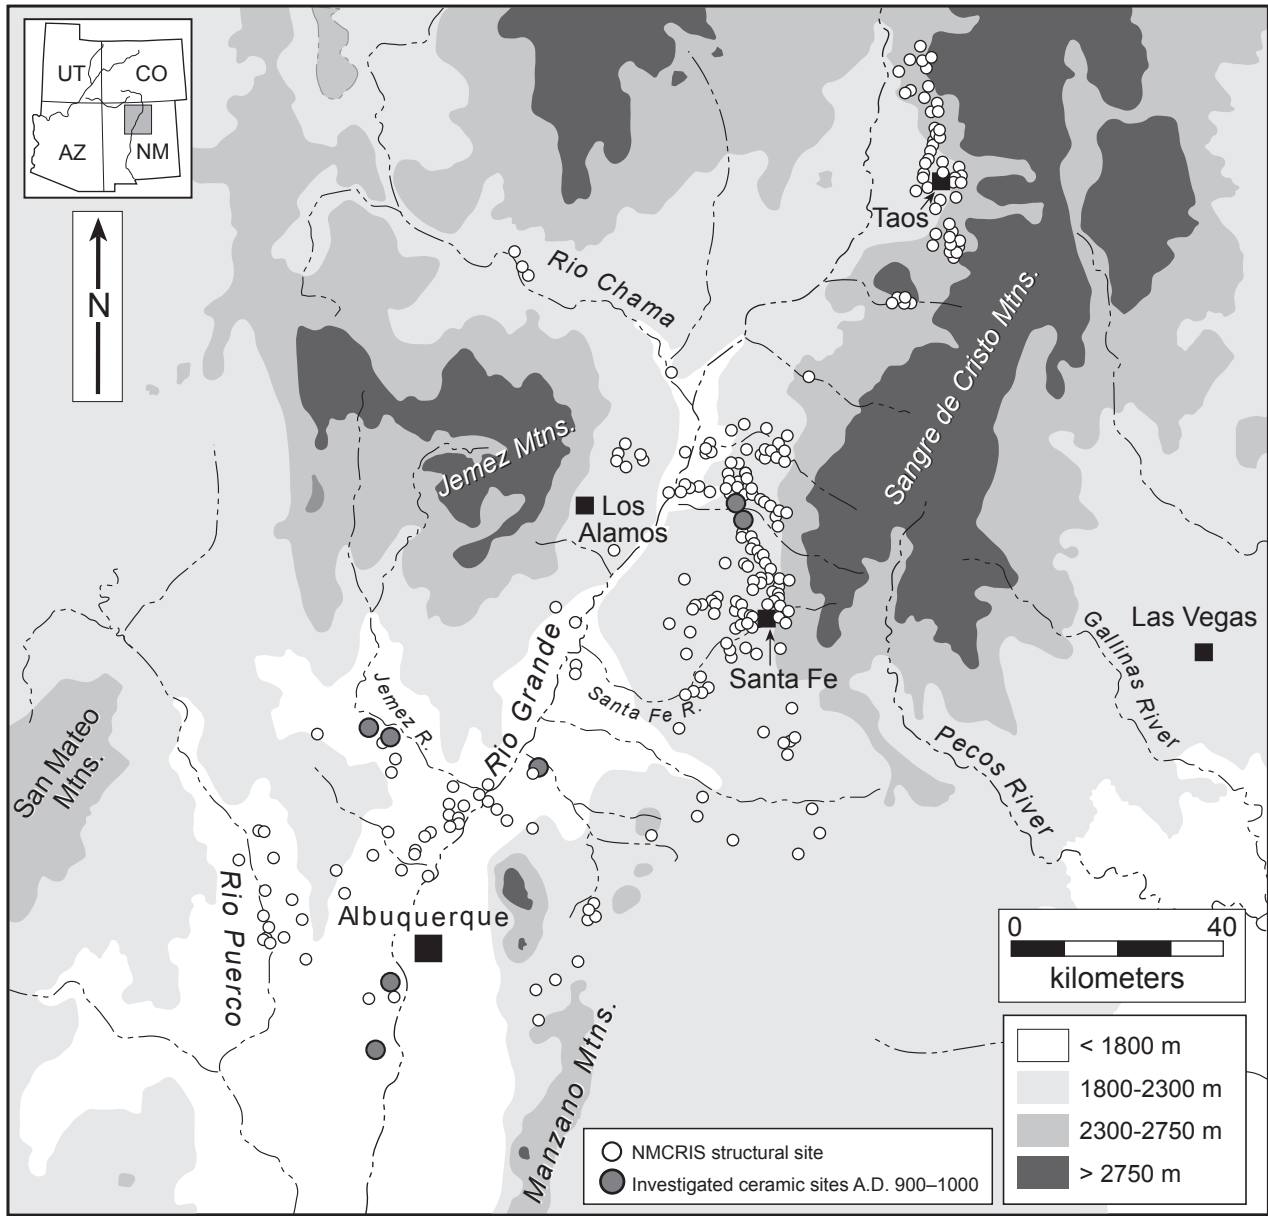 UT
CO
AZ
NM
N
Taos
Rio Chama
Sangre de Cristo Mtns.
Jemez Mtns.
Los
Alamos
Las Vegas
Gallinas River
Santa Fe
Santa Fe R.
Rio Grande
Jemez R.
San Mateo
Mtns.
Pecos River
Rio Puerco
Albuquerque
Manzano Mtns.
0 40
kilometers
< 1800 m
1800-2300 m
2300-2750 m
> 2750 m
NMCRIS structural site
Investigated ceramic sites A.D. 900–1000